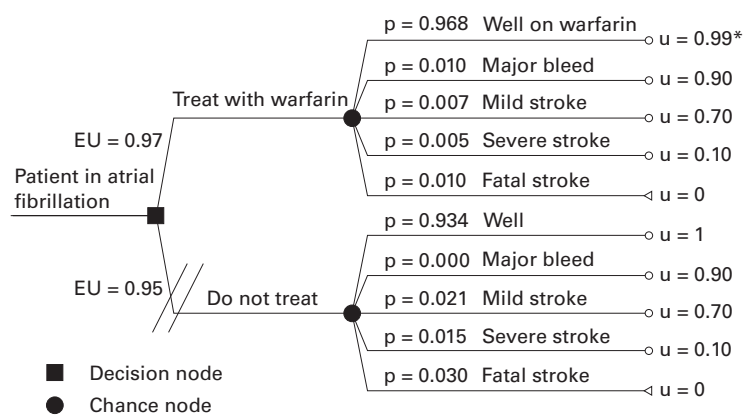 p = 0.968 Well on warfarin
u = 0.99*
p = 0.010 Major bleed
u = 0.90
Treat with warfarin
p = 0.007 Mild stroke
u = 0.70
EU = 0.97
p = 0.005 Severe stroke
u = 0.10
Patient in atrial
fibrillation
p = 0.010 Fatal stroke
u = 0
p = 0.934 Well
u = 1
p = 0.000 Major bleed
u = 0.90
EU = 0.95
Do not treat
p = 0.021 Mild stroke
u = 0.70
p = 0.015 Severe stroke
u = 0.10
p = 0.030 Fatal stroke
u = 0
Decision node
Chance node